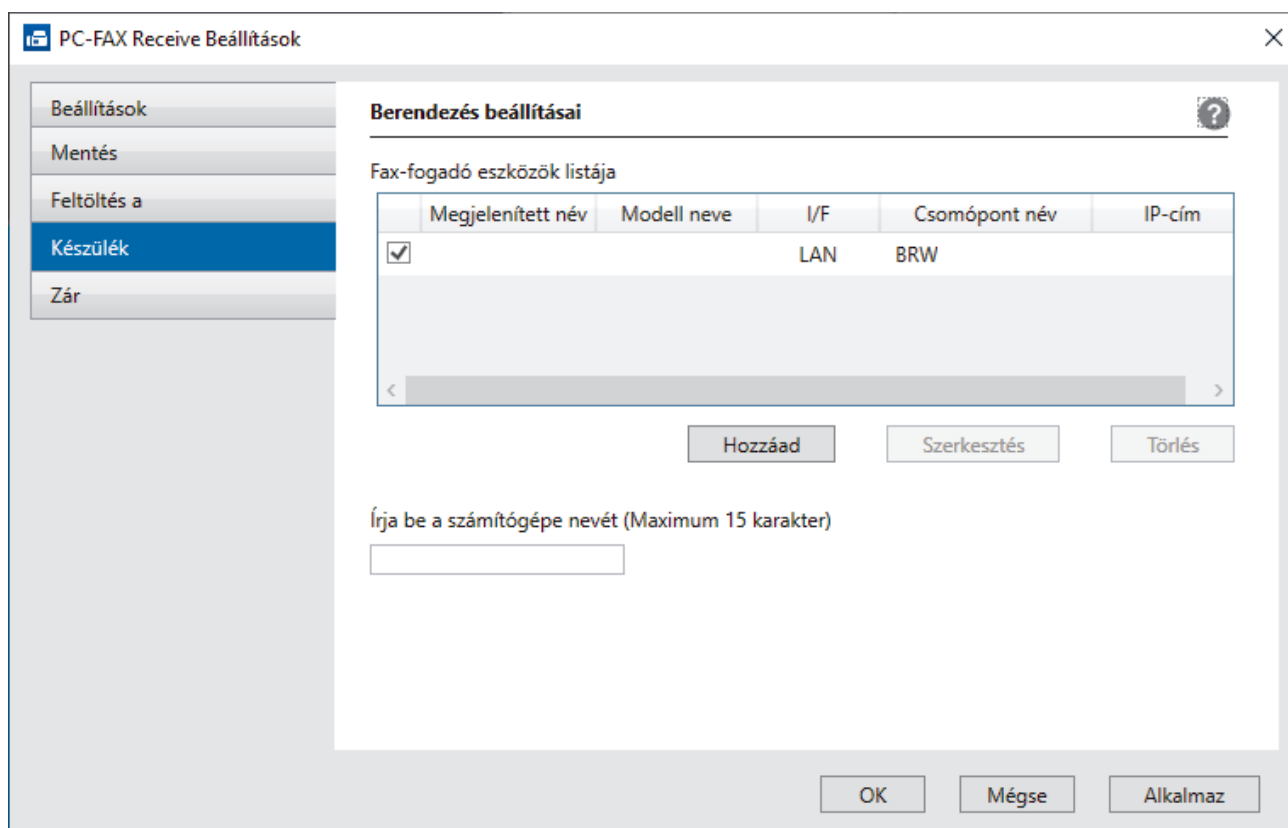 PC-FAX Receive Beállítások
Beállítások
Mentés
Feltöltés a
Készülék
Zár
Berendezés beállításai
?
Fax-fogadó eszközök listája
Megjelenített név Modell neve I/F Csomópont név IP-cím
LAN BRW
Hozzáad Szerkesztés Törlés
Írja be a számítógépe nevét (Maximum 15 karakter)
OK Mégse Alkalmaz